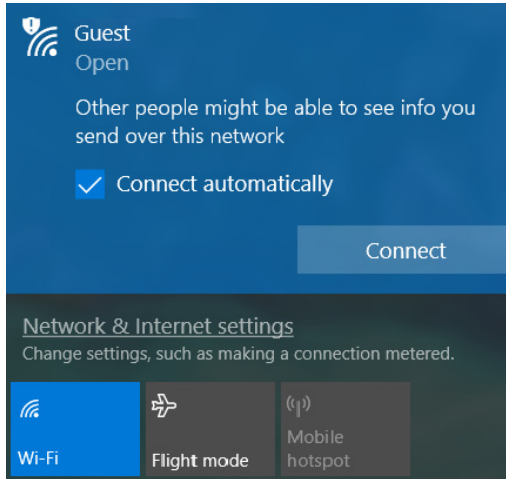 Guest
Open
Other people might be able to see info you
send over this network
Connect automatically
Connect
Network & Internet settings
Change settings, such as making a connection metered.
Wi-Fi
Flight mode
Mobile
hotspot